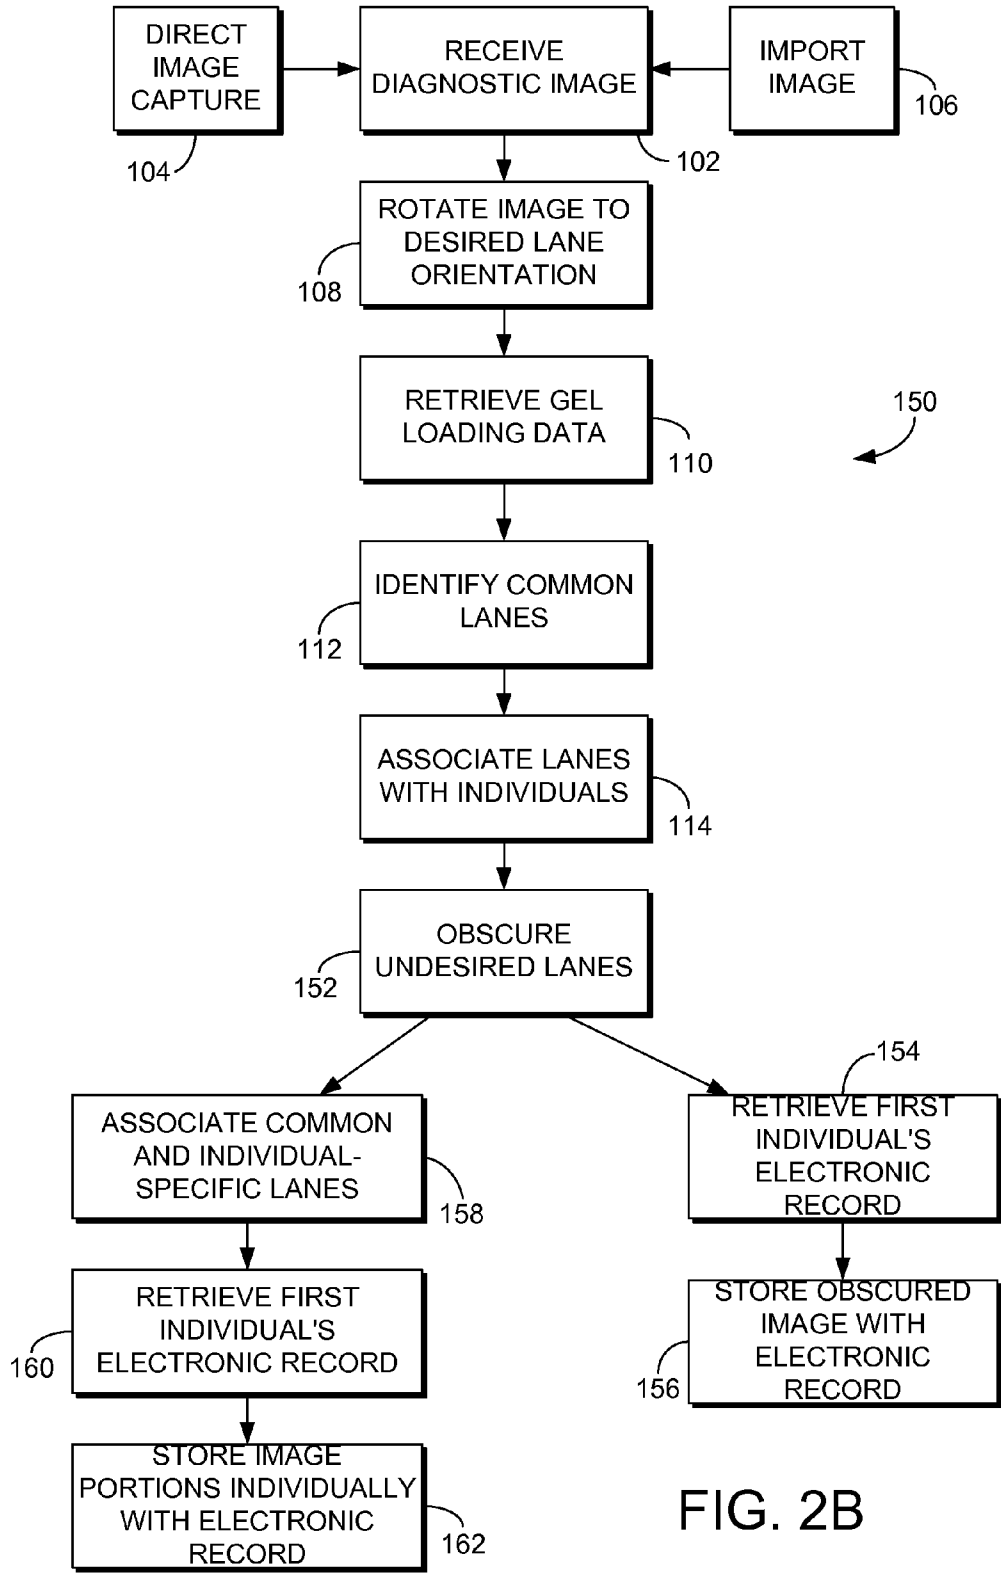 DIRECT
IMAGE
CAPTURE
104
RECEIVE
DIAGNOSTIC IMAGE
102
IMPORT
IMAGE
106
ROTATE IMAGE TO
DESIRED LANE
ORIENTATION
108
RETRIEVE GEL
LOADING DATA
110
150
IDENTIFY COMMON
LANES
112
ASSOCIATE LANES
WITH INDIVIDUALS
114
OBSCURE
UNDESIRED LANES
152
ASSOCIATE COMMON
AND INDIVIDUAL-
SPECIFIC LANES
158
154
RETRIEVE FIRST
INDIVIDUAL'S
ELECTRONIC
RECORD
RETRIEVE FIRST
INDIVIDUAL'S
ELECTRONIC RECORD
160
STORE OBSCURED
IMAGE WITH
ELECTRONIC
RECORD
156
STORE IMAGE
PORTIONS INDIVIDUALLY
WITH ELECTRONIC
RECORD
162
FIG. 2B